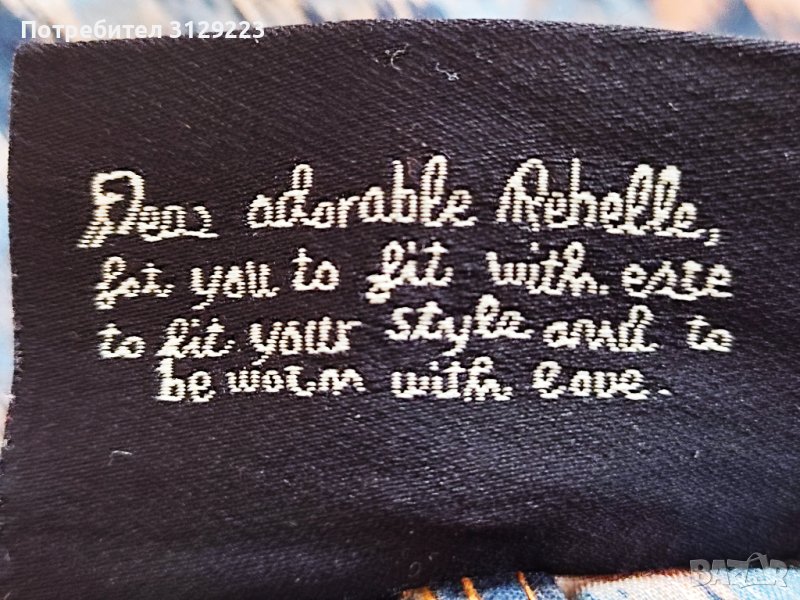 Потребител 3129223
Dear adorable Rebelle,
for you to fit with
to fit your style and to
be worn with love.
BAZAR